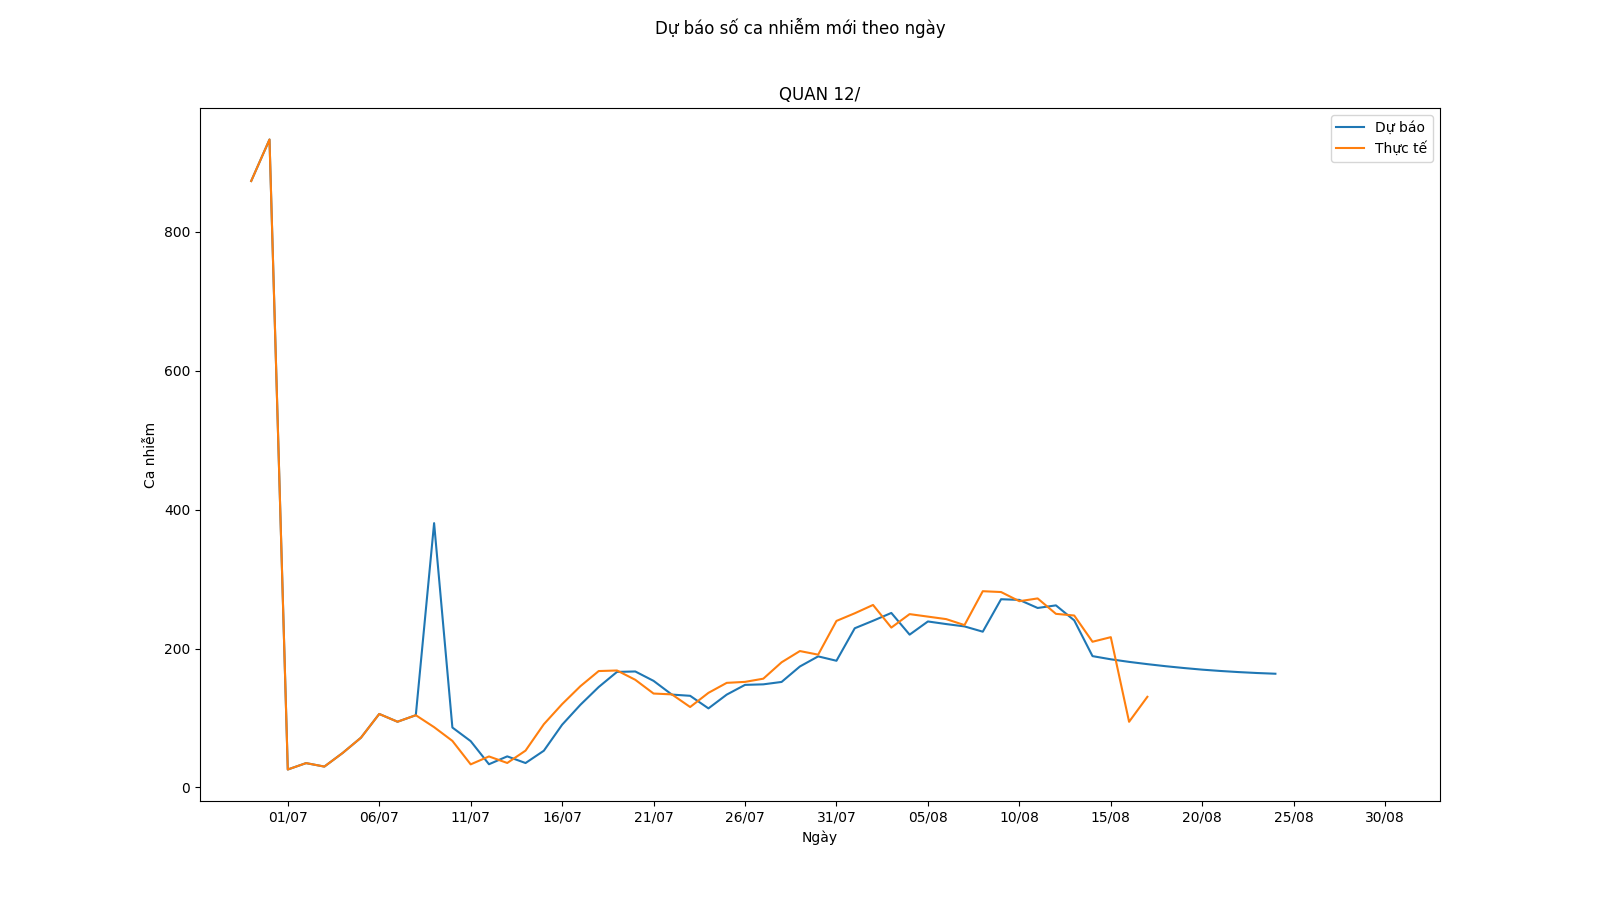 Dự báo số ca nhiễm mới theo ngày
QUAN 12/
Dự báo
Thực tế
800
600
400
200
0
Ca nhiễm
01/07 06/07 11/07 16/07 21/07 26/07 31/07 05/08 10/08 15/08 20/08 25/08 30/08
Ngày